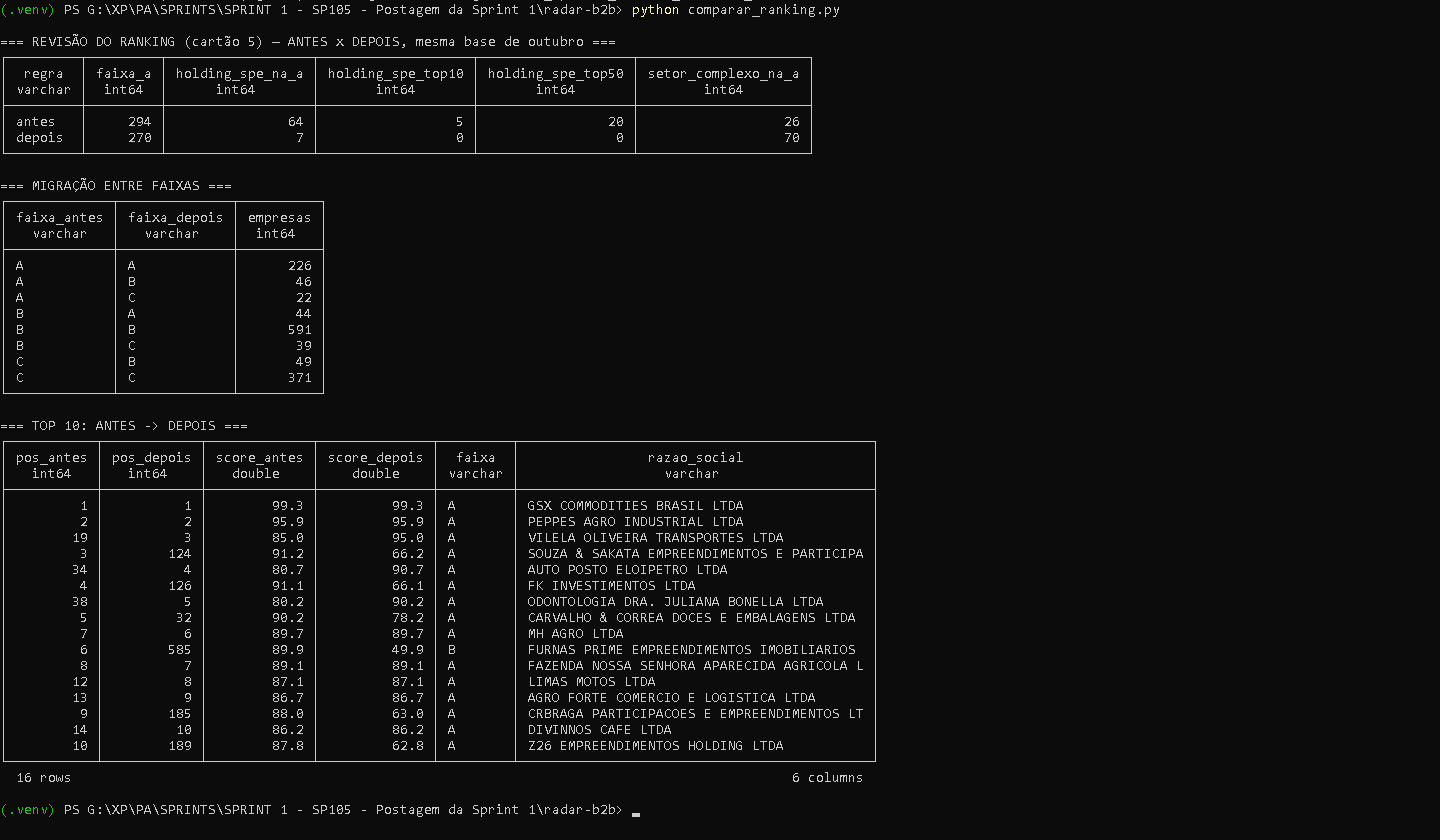 (.venv) PS G:\XP\PA\SPRINTS\SPRINT 1 - SP105 - Postagem da Sprint 1\radar-b2b> python comparar_ranking.py
=== REVISÃO DO RANKING (cartão 5) — ANTES x DEPOIS, mesma base de outubro ===
regra faixa_a holding_spe_na_a holding_spe_top10 holding_spe_top50 setor_complexo_na_a
varchar int64 int64 int64 int64 int64
antes 294 64 5 20 26
depois 270 7 0 0 70
=== MIGRAÇÃO ENTRE FAIXAS ===
faixa_antes faixa_depois empresas
varchar varchar int64
A A 226
A B 46
A C 22
B A 44
B B 591
B C 39
C B 49
C C 371
=== TOP 10: ANTES -> DEPOIS ===
pos_antes pos_depois score_antes score_depois faixa razao_social
int64 int64 double double varchar varchar
1 1 99.3 99.3 A GSX COMMODITIES BRASIL LTDA
2 2 95.9 95.9 A PEPPES AGRO INDUSTRIAL LTDA
19 3 85.0 95.0 A VILELA OLIVEIRA TRANSPORTES LTDA
3 124 91.2 66.2 A SOUZA & SAKATA EMPREENDIMENTOS E PARTICIPA
34 4 80.7 90.7 A AUTO POSTO ELOIPETRO LTDA
4 126 91.1 66.1 A FK INVESTIMENTOS LTDA
38 5 80.2 90.2 A ODONTOLOGIA DRA. JULIANA BONELLA LTDA
5 32 90.2 78.2 A CARVALHO & CORREA DOCES E EMBALAGENS LTDA
7 6 89.7 89.7 A MH AGRO LTDA
6 585 89.9 49.9 B FURNAS PRIME EMPREENDIMENTOS IMOBILIARIOS
8 7 89.1 89.1 A FAZENDA NOSSA SENHORA APARECIDA AGRICOLA L
12 8 87.1 87.1 A LIMAS MOTOS LTDA
13 9 86.7 86.7 A AGRO FORTE COMERCIO E LOGISTICA LTDA
9 185 88.0 63.0 A CRBRAGA PARTICIPACOES E EMPREENDIMENTOS LT
14 10 86.2 86.2 A DIVINNOS CAFE LTDA
10 189 87.8 62.8 A Z26 EMPREENDIMENTOS HOLDING LTDA
16 rows 6 columns
(.venv) PS G:\XP\PA\SPRINTS\SPRINT 1 - SP105 - Postagem da Sprint 1\radar-b2b>